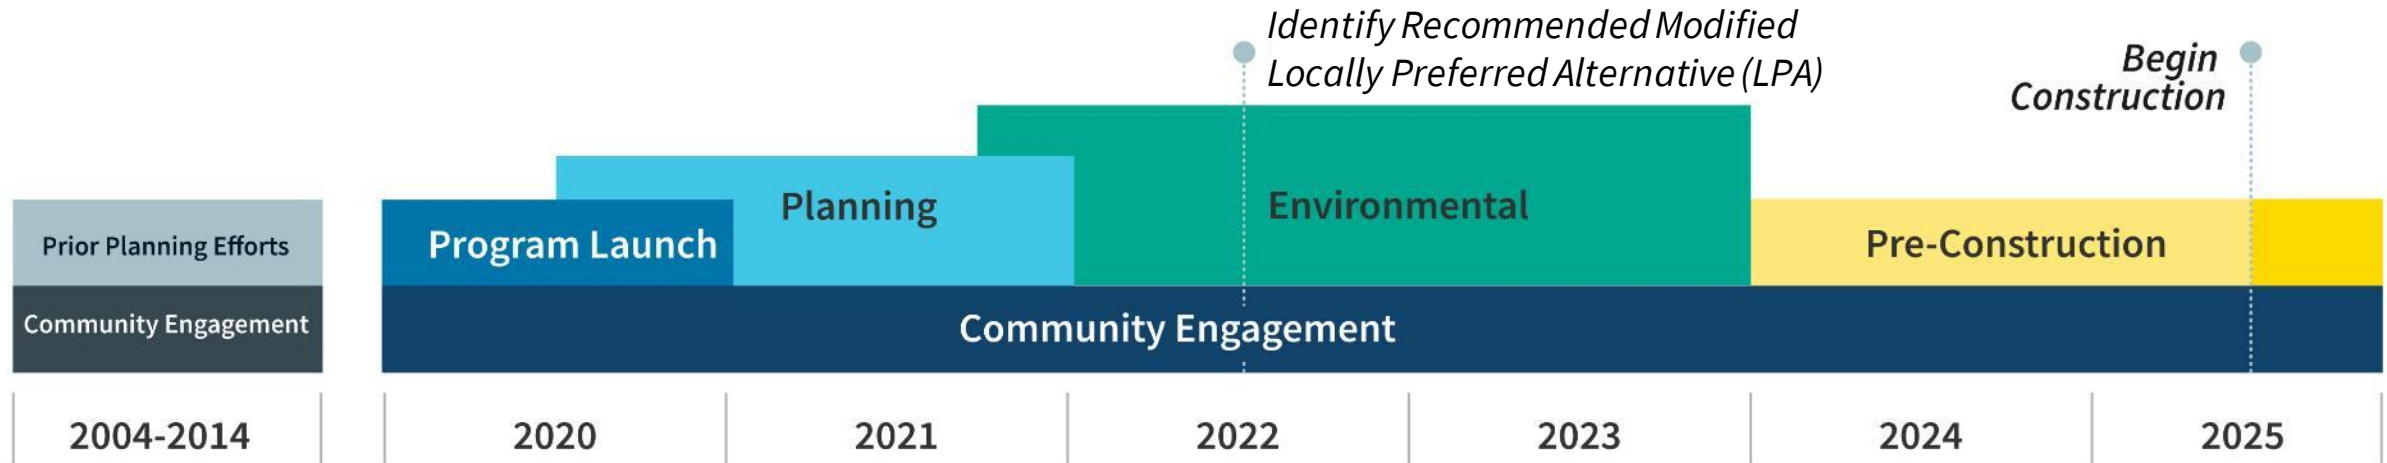 Identify Recommended Modified
Locally Preferred Alternative (LPA)
Begin
Construction
Planning
Environmental
Prior Planning Efforts
Program Launch
Pre-Construction
Community Engagement
Community Engagement
2004-2014
2020
2021
2022
2023
2024
2025